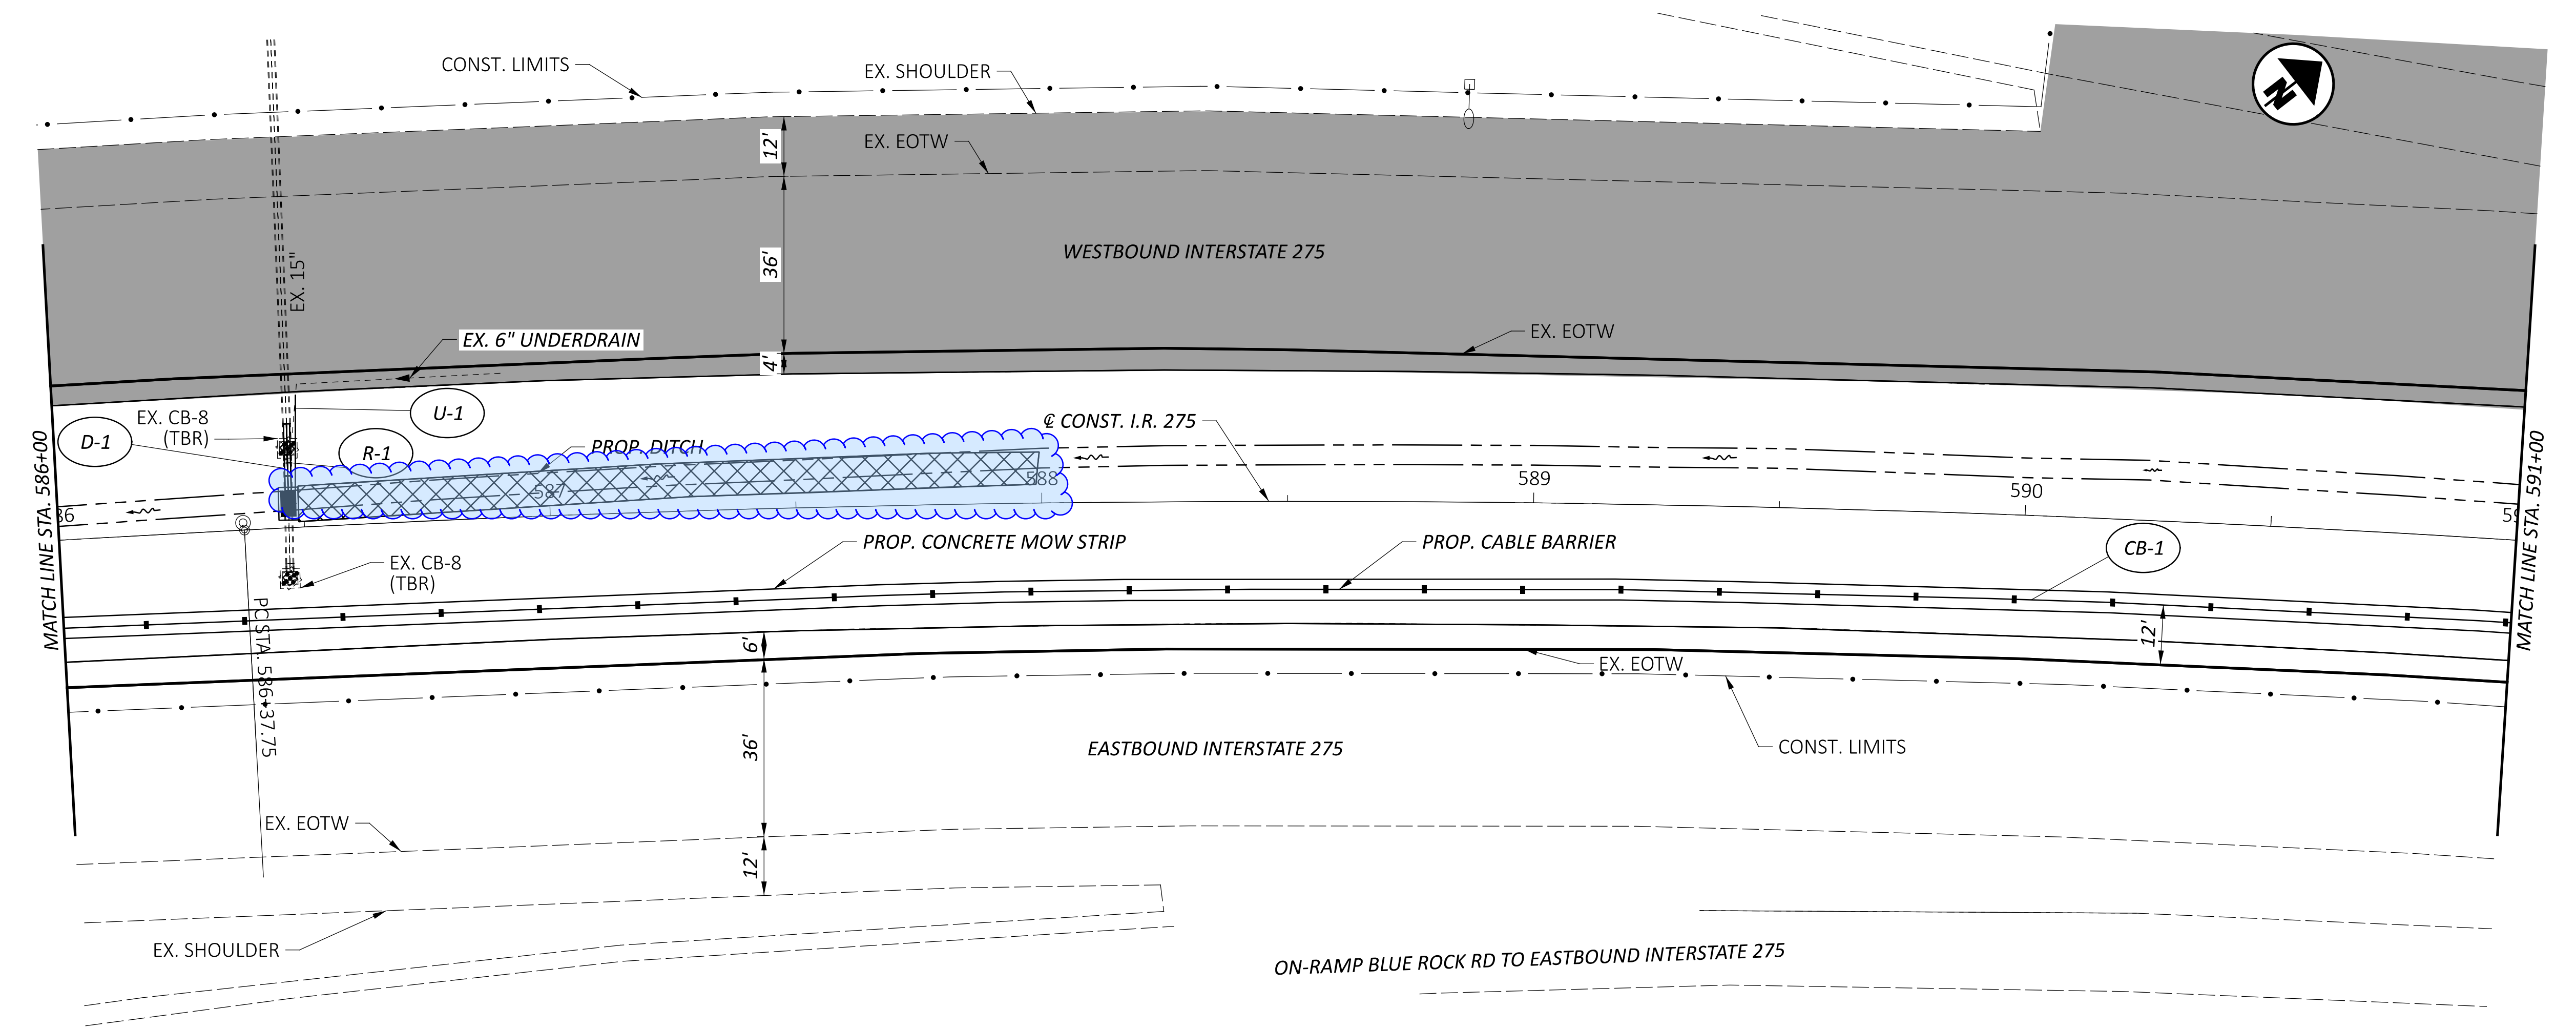 CONST. LIMITS
EX. SHOULDER
N
12'
EX. EOTW
EX. 15"
36'
WESTBOUND INTERSTATE 275
EX. 6" UNDERDRAIN
4'
EX. EOTW
U-1
EX. CB-8
(TBR)
D-1
R-1
PROP. DITCH
℄ CONST. I.R. 275
MATCH LINE STA. 586+00
MATCH LINE STA. 591+00
587
588
589
590
86
59
PROP. CONCRETE MOW STRIP
PROP. CABLE BARRIER
CB-1
EX. CB-8
(TBR)
PC STA. 586+37.75
6'
12'
EX. EOTW
36'
EASTBOUND INTERSTATE 275
CONST. LIMITS
EX. EOTW
12'
EX. SHOULDER
ON-RAMP BLUE ROCK RD TO EASTBOUND INTERSTATE 275